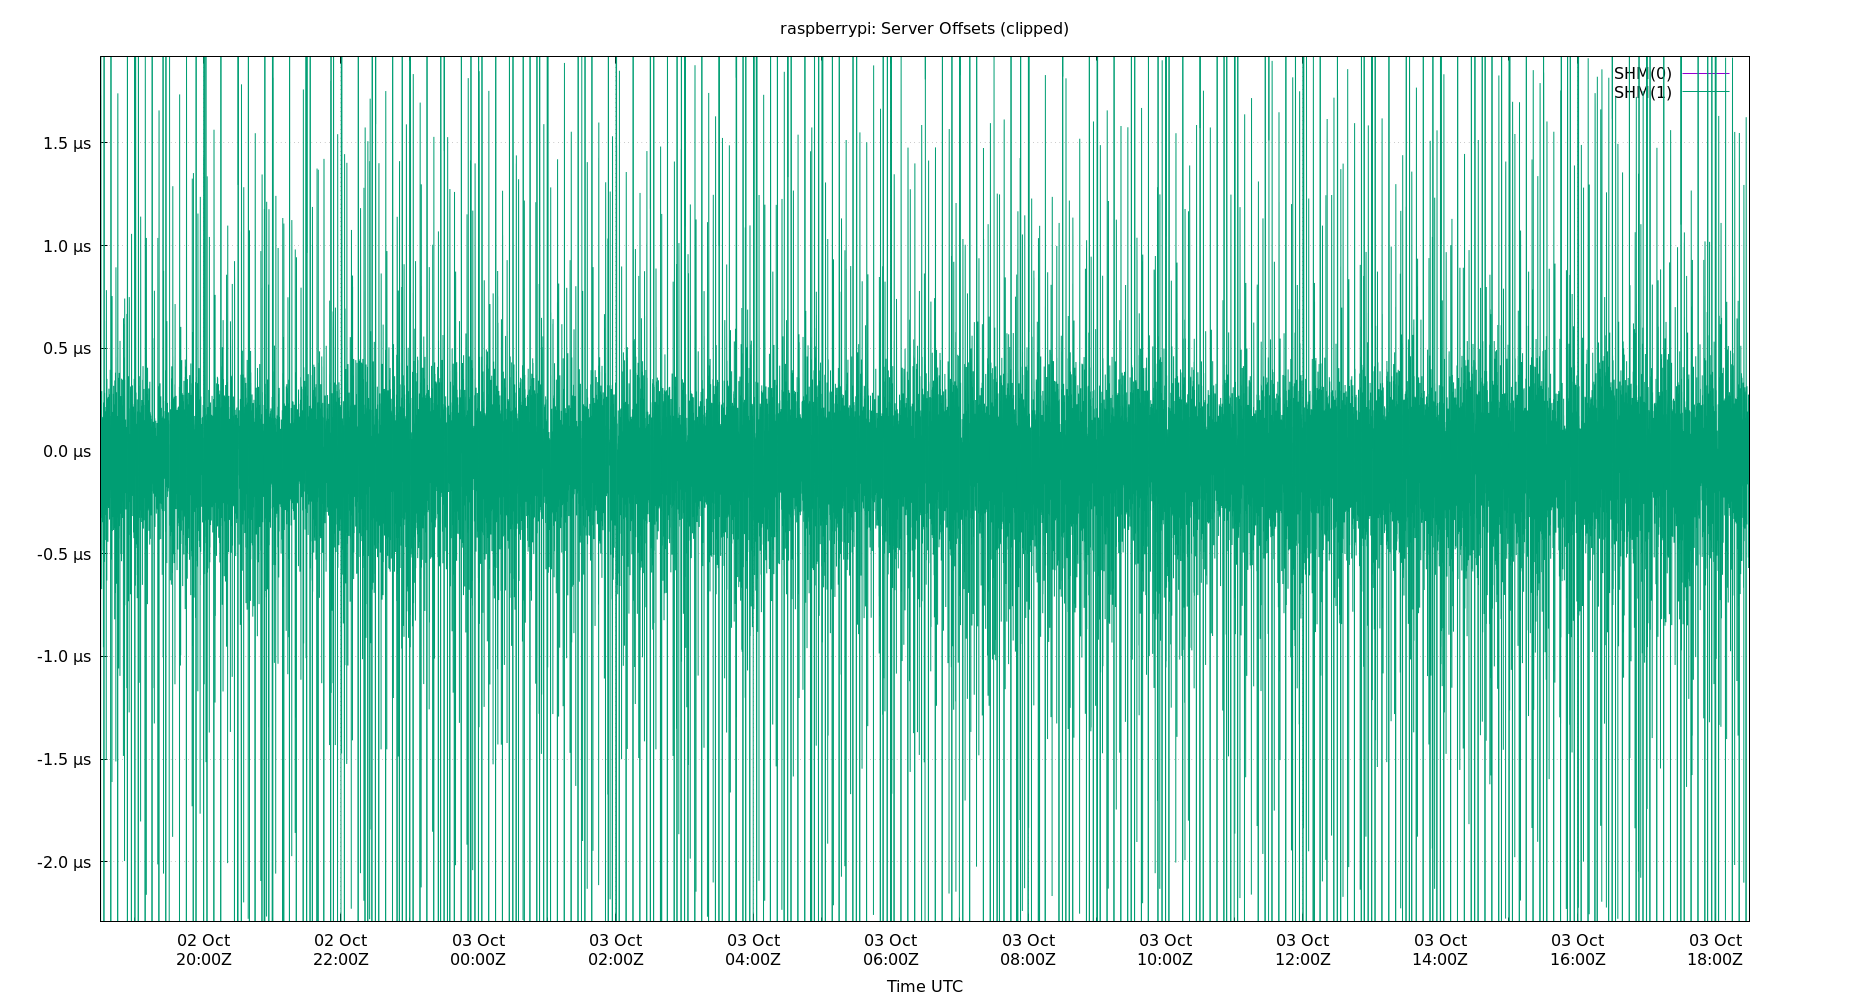 raspberrypi: Server Offsets (clipped)
SHM(0)
SHM(1)
1.5 µs
1.0 µs
0.5 µs
0.0 µs
-0.5 µs
-1.0 µs
-1.5 µs
-2.0 µs
02 Oct 02 Oct 03 Oct 03 Oct 03 Oct 03 Oct 03 Oct 03 Oct 03 Oct 03 Oct 03 Oct 03 Oct
20:00Z 22:00Z 00:00Z 02:00Z 04:00Z 06:00Z 08:00Z 10:00Z 12:00Z 14:00Z 16:00Z 18:00Z
Time UTC